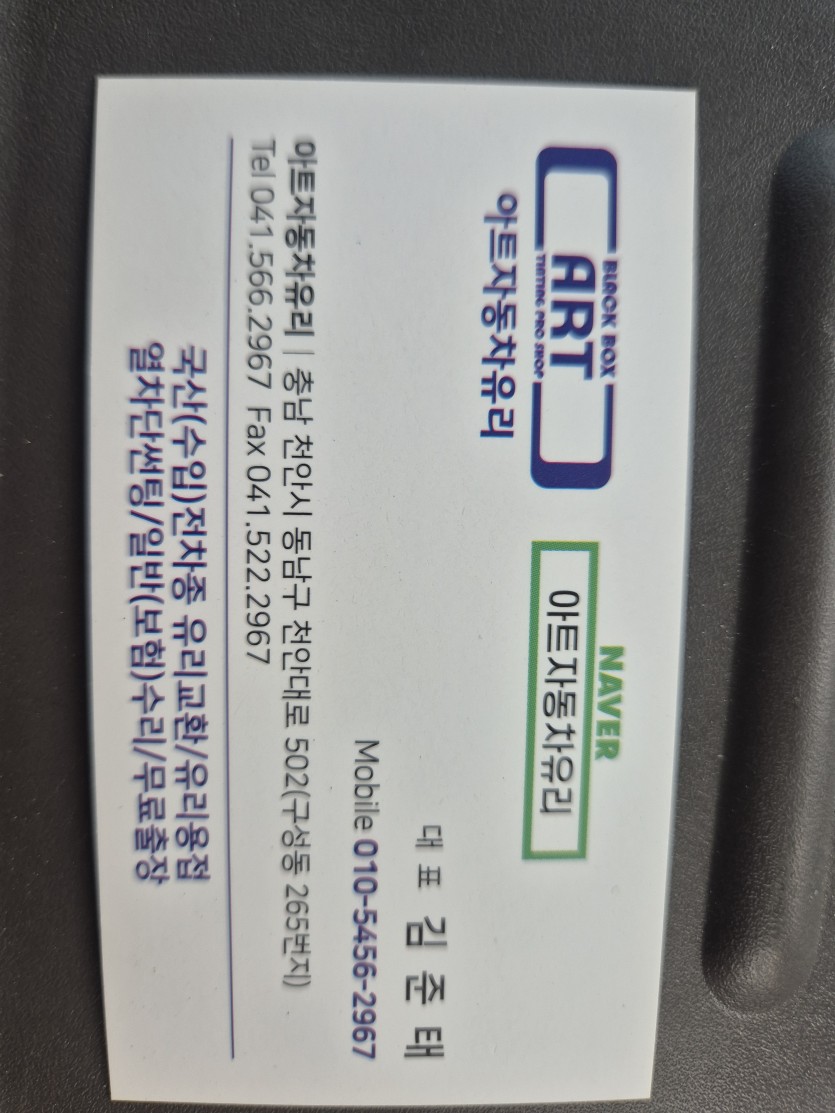 BLACK BOX
ART
TINTING PRO SHOP
아트자동차유리
NAVER
아트자동차유리
대 표 김 준 태
Mobile 010-5456-2967
아트자동차유리 | 충남 천안시 동남구 천안대로 502(구성동 265번지)
Tel 041.566.2967 Fax 041.522.2967
국산(수입)전차종 유리교환/유리용접
열차단썬팅/일반(보험)수리/무료출장